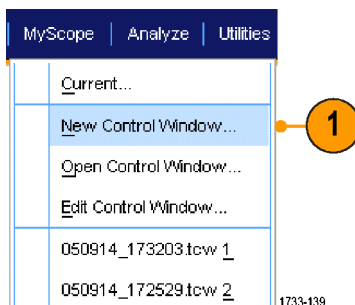 MyScope | Analyze | Utilities
Current...
New Control Window...
1
Open Control Window...
Edit Control Window...
050914_173203.tcw 1
050914_172529.tcw 2
1733-139